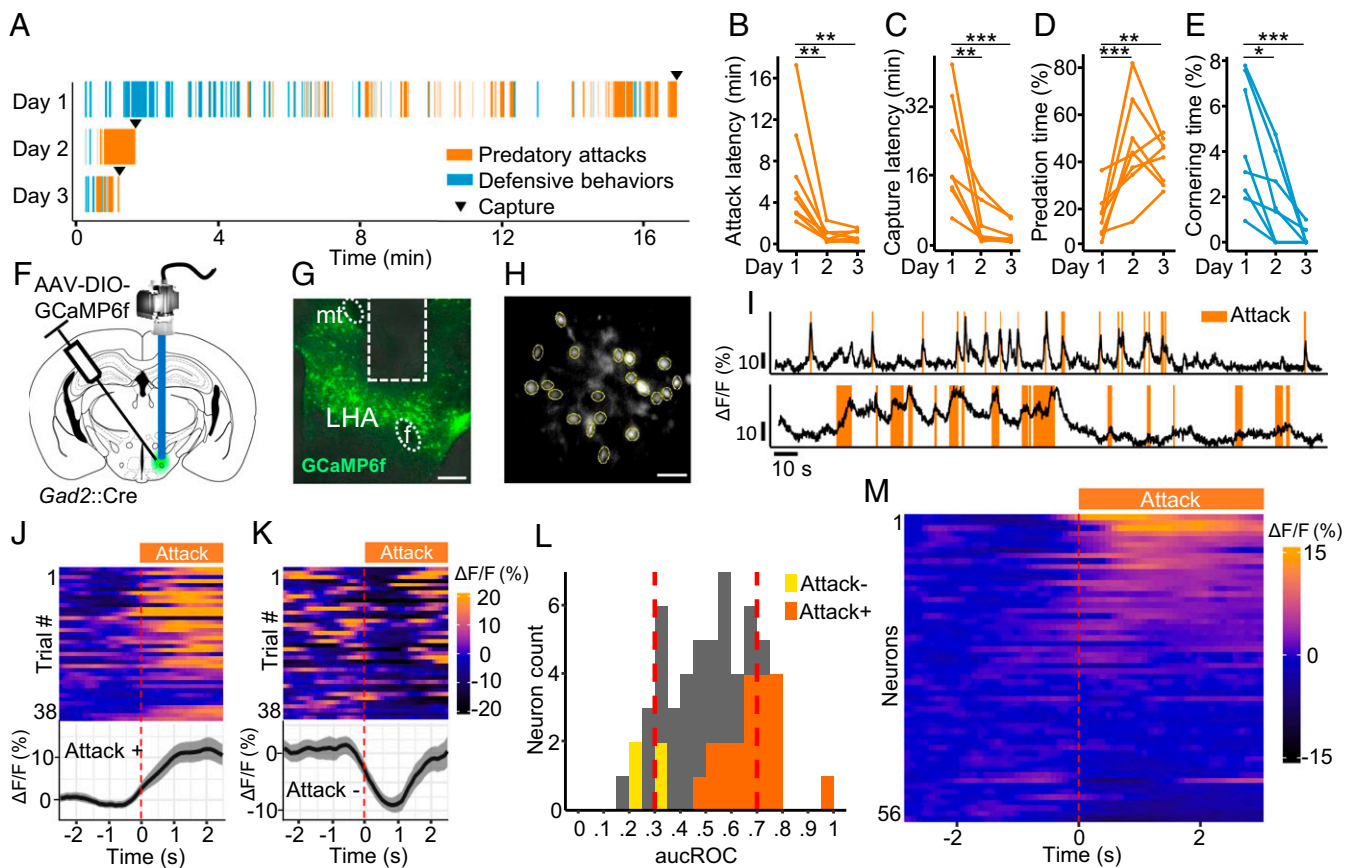 A
Day 1
Day 2
Day 3
Predatory attacks
Defensive behaviors
Capture
0 4 8 12 16
Time (min)
B
** **
Attack latency (min)
16
12
8
4
0
Day 1 2 3
C
*** **
Capture latency (min)
32
16
0
Day 1 2 3
D
** ***
Predation time (%)
80
60
40
20
0
Day 1 2 3
E
*** *
Cornering time (%)
8
6
4
2
0
Day 1 2 3
F
AAV-DIO-
GCaMP6f
Gad2::Cre
G
mt
LHA
f
GCaMP6f
H
I
Attack
ΔF/F (%)
10
10
10 s
J
Attack
Trial #
1
38
ΔF/F (%)
10
0
Attack +
-2 -1 0 1 2
Time (s)
K
Attack
Trial #
1
38
ΔF/F (%)
20
10
0
-10
-20
ΔF/F (%)
0
-10
Attack -
-2 -1 0 1 2
Time (s)
L
Attack-
Attack+
Neuron count
6
4
2
0
0 .1 .2 .3 .4 .5 .6 .7 .8 .9 1
aucROC
M
Attack
Neurons
1
56
ΔF/F (%)
15
0
-15
-2 0 2
Time (s)